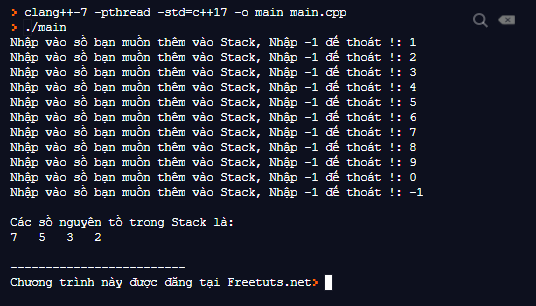 > clang++-7 -pthread -std=c++17 -o main main.cpp
> ./main
Nhập vào số bạn muốn thêm vào Stack, Nhập -1 để thoát !: 1
Nhập vào số bạn muốn thêm vào Stack, Nhập -1 để thoát !: 2
Nhập vào số bạn muốn thêm vào Stack, Nhập -1 để thoát !: 3
Nhập vào số bạn muốn thêm vào Stack, Nhập -1 để thoát !: 4
Nhập vào số bạn muốn thêm vào Stack, Nhập -1 để thoát !: 5
Nhập vào số bạn muốn thêm vào Stack, Nhập -1 để thoát !: 6
Nhập vào số bạn muốn thêm vào Stack, Nhập -1 để thoát !: 7
Nhập vào số bạn muốn thêm vào Stack, Nhập -1 để thoát !: 8
Nhập vào số bạn muốn thêm vào Stack, Nhập -1 để thoát !: 9
Nhập vào số bạn muốn thêm vào Stack, Nhập -1 để thoát !: 0
Nhập vào số bạn muốn thêm vào Stack, Nhập -1 để thoát !: -1
Các số nguyên tố trong Stack là:
7   5   3   2
-------------------------
Chương trình này được đăng tại Freetuts.net>